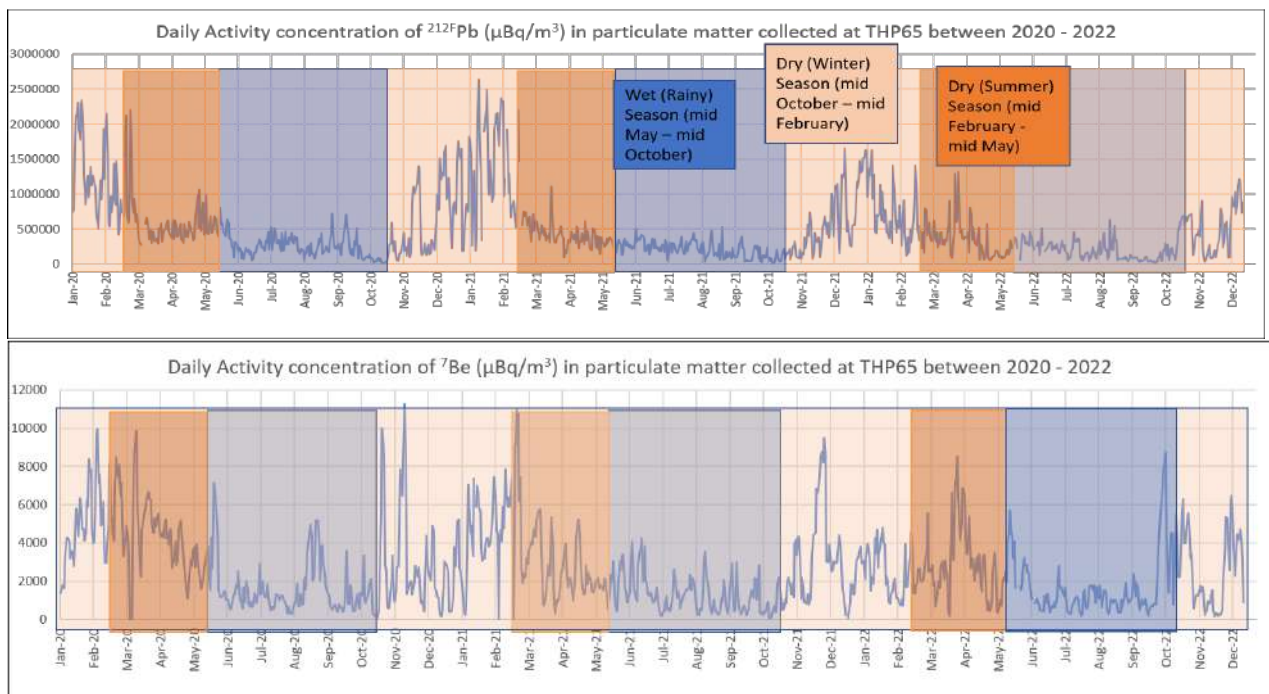 Daily Activity concentration of ²¹²ᶠPb (μBq/m³) in particulate matter collected at THP65 between 2020 - 2022
3000000
2500000
2000000
1500000
1000000
500000
0
Wet (Rainy)
Season (mid
May – mid
October)
Dry (Winter)
Season (mid
October – mid
February)
Dry (Summer)
Season (mid
February -
mid May)
Jan-20
Feb-20
Mar-20
Apr-20
May-20
Jun-20
Jul-20
Aug-20
Sep-20
Oct-20
Nov-20
Dec-20
Jan-21
Feb-21
Mar-21
Apr-21
May-21
Jun-21
Jul-21
Aug-21
Sep-21
Oct-21
Nov-21
Dec-21
Jan-22
Feb-22
Mar-22
Apr-22
May-22
Jun-22
Jul-22
Aug-22
Sep-22
Oct-22
Nov-22
Dec-22
Daily Activity concentration of ⁷Be (μBq/m³) in particulate matter collected at THP65 between 2020 - 2022
12000
10000
8000
6000
4000
2000
0
Jan-20
Feb-20
Mar-20
Apr-20
May-20
Jun-20
Jul-20
Aug-20
Sep-20
Oct-20
Nov-20
Dec-20
Jan-21
Feb-21
Mar-21
Apr-21
May-21
Jun-21
Jul-21
Aug-21
Sep-21
Oct-21
Nov-21
Dec-21
Jan-22
Feb-22
Mar-22
Apr-22
May-22
Jun-22
Jul-22
Aug-22
Sep-22
Oct-22
Nov-22
Dec-22